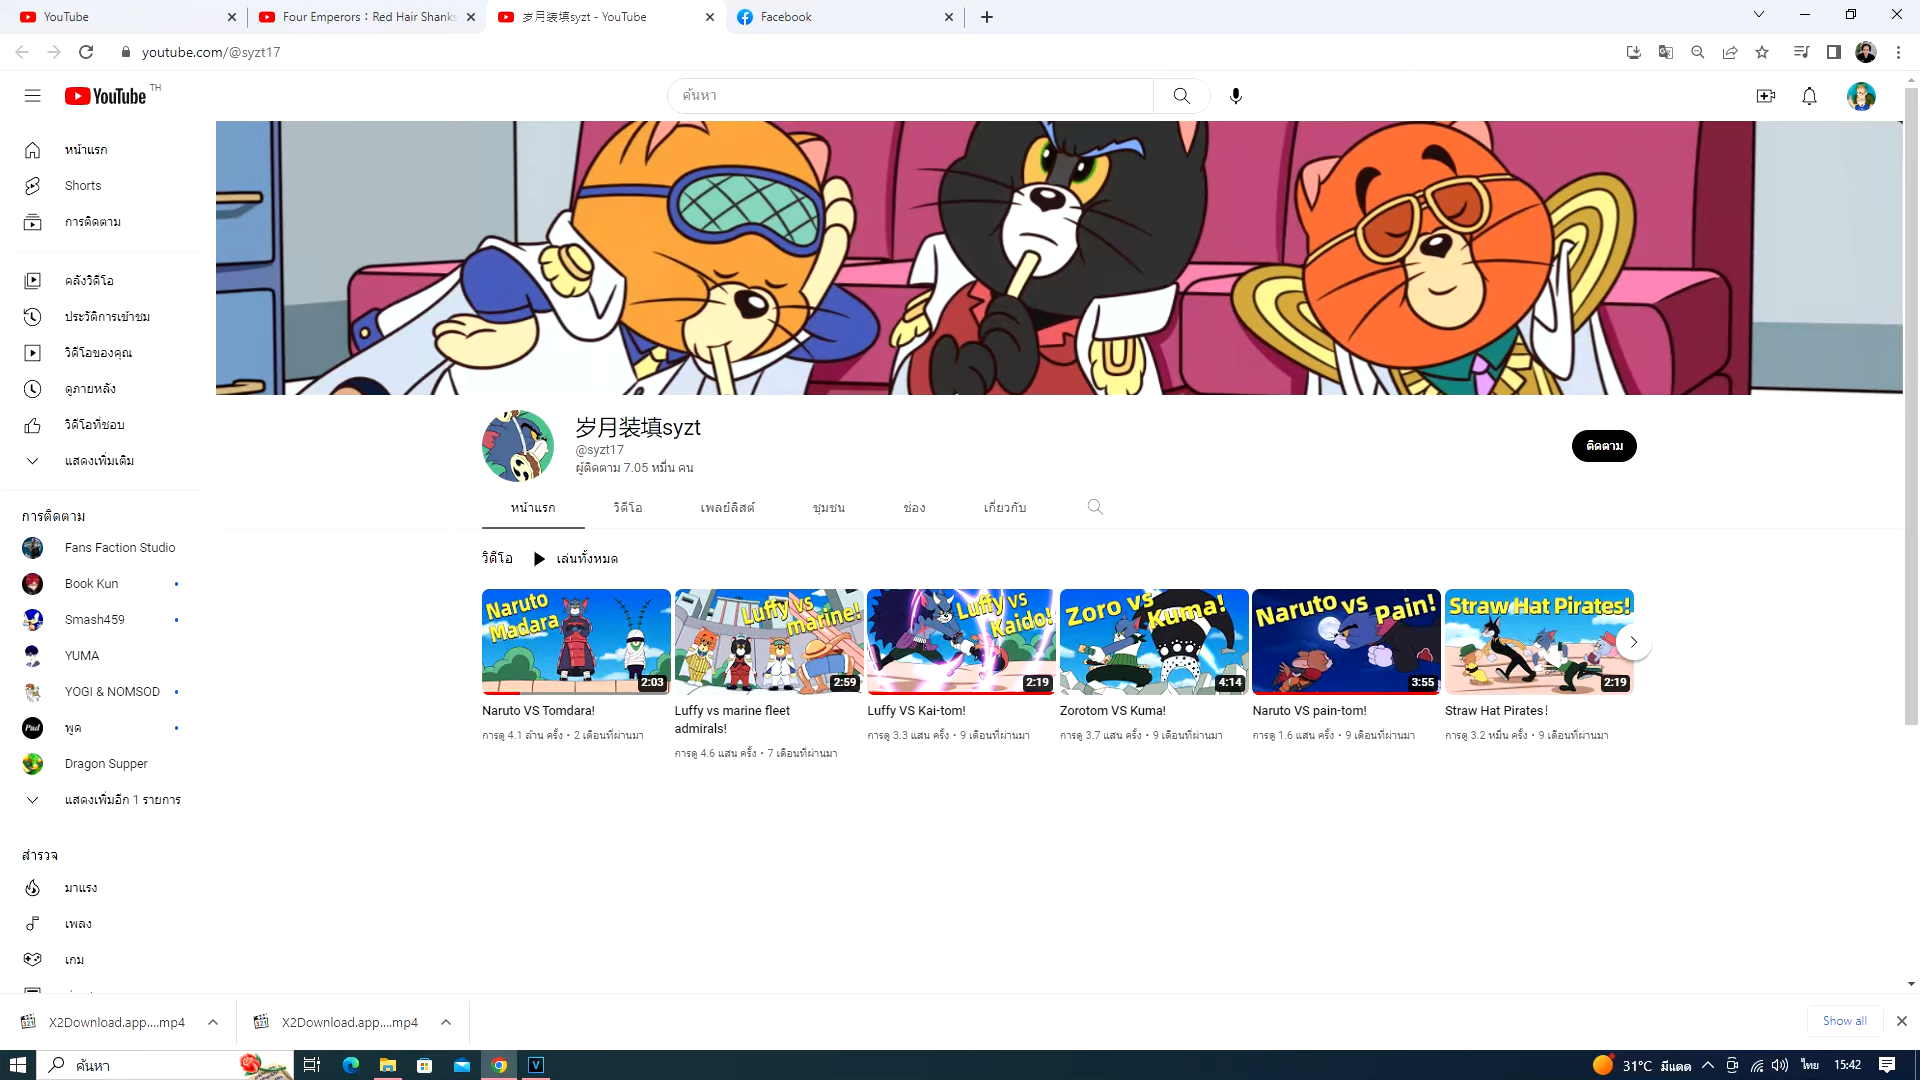 YouTube
Four Emperors：Red Hair Shanks
岁月装填syzt - YouTube
Facebook
youtube.com/@syzt17
YouTube TH
ค้นหา
หน้าแรก
Shorts
การติดตาม
คลังวิดีโอ
ประวัติการเข้าชม
วิดีโอของคุณ
ดูภายหลัง
วิดีโอที่ชอบ
แสดงเพิ่มเติม
การติดตาม
Fans Faction Studio
Book Kun
Smash459
YUMA
YOGI & NOMSOD
Pud
พูด
Dragon Supper
แสดงเพิ่มอีก 1 รายการ
สำรวจ
มาแรง
เพลง
เกม
岁月装填syzt
@syzt17
ผู้ติดตาม 7.05 หมื่น คน
ติดตาม
หน้าแรก
วิดีโอ
เพลย์ลิสต์
ชุมชน
ช่อง
เกี่ยวกับ
วิดีโอ
เล่นทั้งหมด
Naruto
Madara
2:03
Luffy vs
marine!
2:59
Luffy vs
Kaido!
2:19
Zoro vs
Kuma!
4:14
Naruto vs Pain!
3:55
Straw Hat Pirates!
2:19
Naruto VS Tomdara!
การดู 4.1 ล้าน ครั้ง • 2 เดือนที่ผ่านมา
Luffy vs marine fleet
admirals!
การดู 4.6 แสน ครั้ง • 7 เดือนที่ผ่านมา
Luffy VS Kai-tom!
การดู 3.3 แสน ครั้ง • 9 เดือนที่ผ่านมา
Zorotom VS Kuma!
การดู 3.7 แสน ครั้ง • 9 เดือนที่ผ่านมา
Naruto VS pain-tom!
การดู 1.6 แสน ครั้ง • 9 เดือนที่ผ่านมา
Straw Hat Pirates！
การดู 3.2 หมื่น ครั้ง • 9 เดือนที่ผ่านมา
X2Download.app....mp4
X2Download.app....mp4
Show all
ค้นหา
V
31°C มีแดด
ไทย
15:42